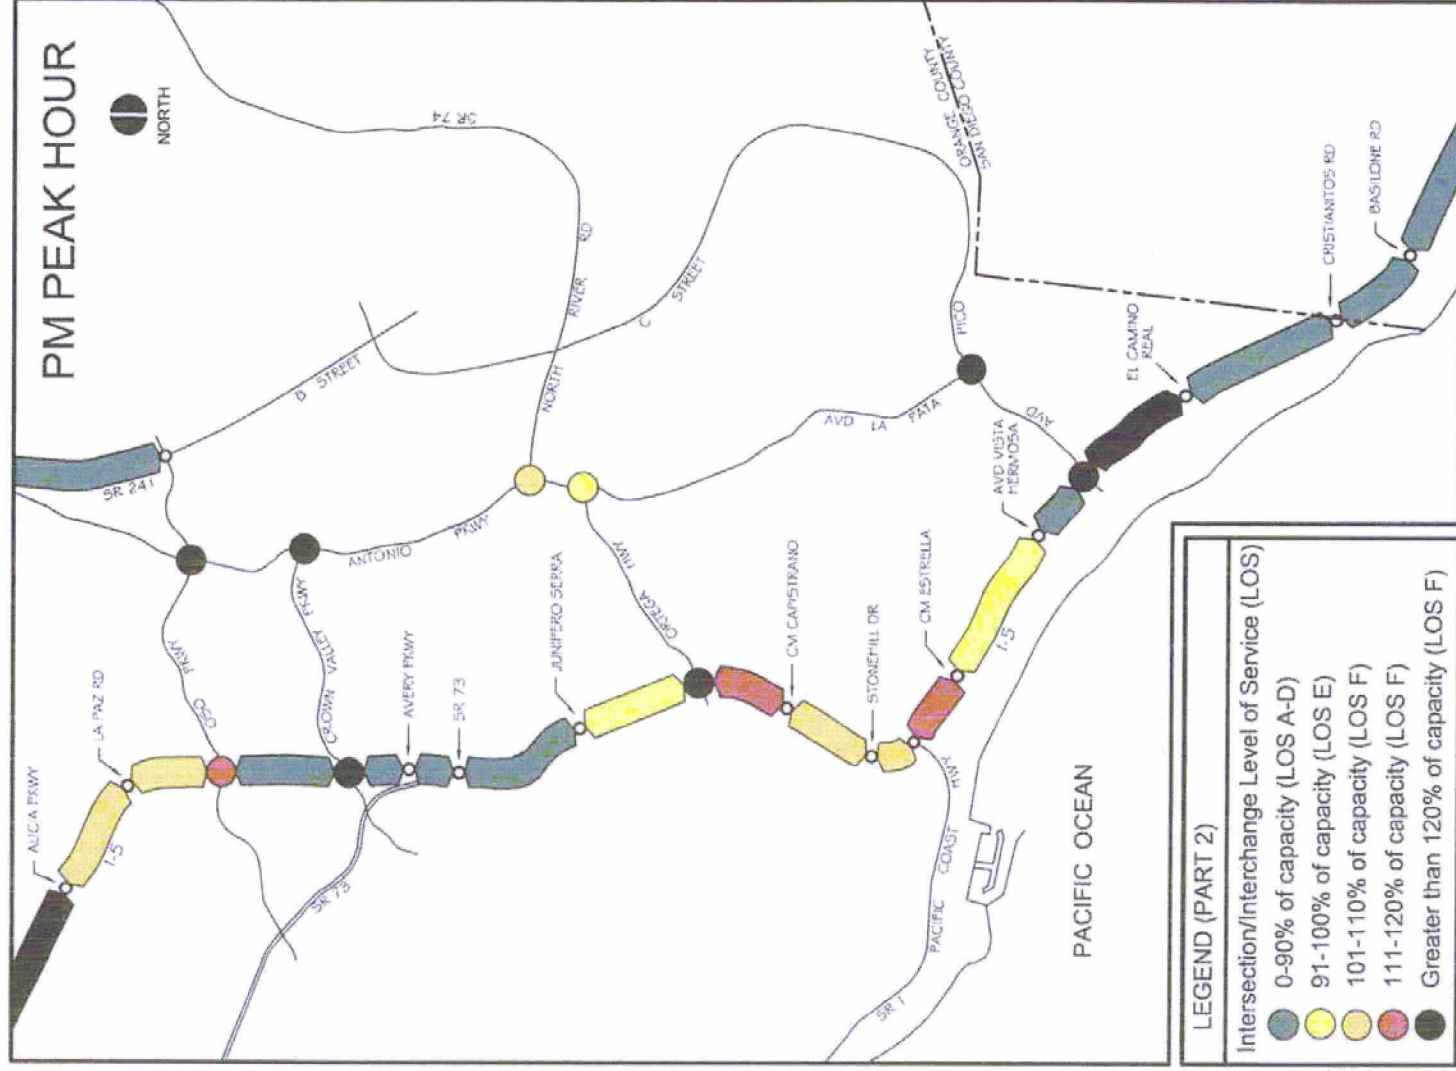 PM PEAK HOUR
NORTH
ALICIA PKWY
LA PAZ RD
I-5
OSO PKWY
SR 241
B STREET
SR 74
CROWN VALLEY PKWY
ANTONIO PKWY
AVERY PKWY
SR 73
SR 73
NORTH RIVER RD
C STREET
JUNIPERO SERRA
ORTEGA HWY
AVD LA PATA
CM CAPISTRANO
STONEHILL DR
CM ESTRELLA
AVD VISTA
HERMOSA
AVD PICO
ORANGE COUNTY
SAN DIEGO COUNTY
EL CAMINO
REAL
CRISTIANITOS RD
BASILONE RD
I-5
SR 1
PACIFIC COAST HWY
PACIFIC OCEAN
LEGEND (PART 2)
Intersection/Interchange Level of Service (LOS)
0-90% of capacity (LOS A-D)
91-100% of capacity (LOS E)
101-110% of capacity (LOS F)
111-120% of capacity (LOS F)
Greater than 120% of capacity (LOS F)